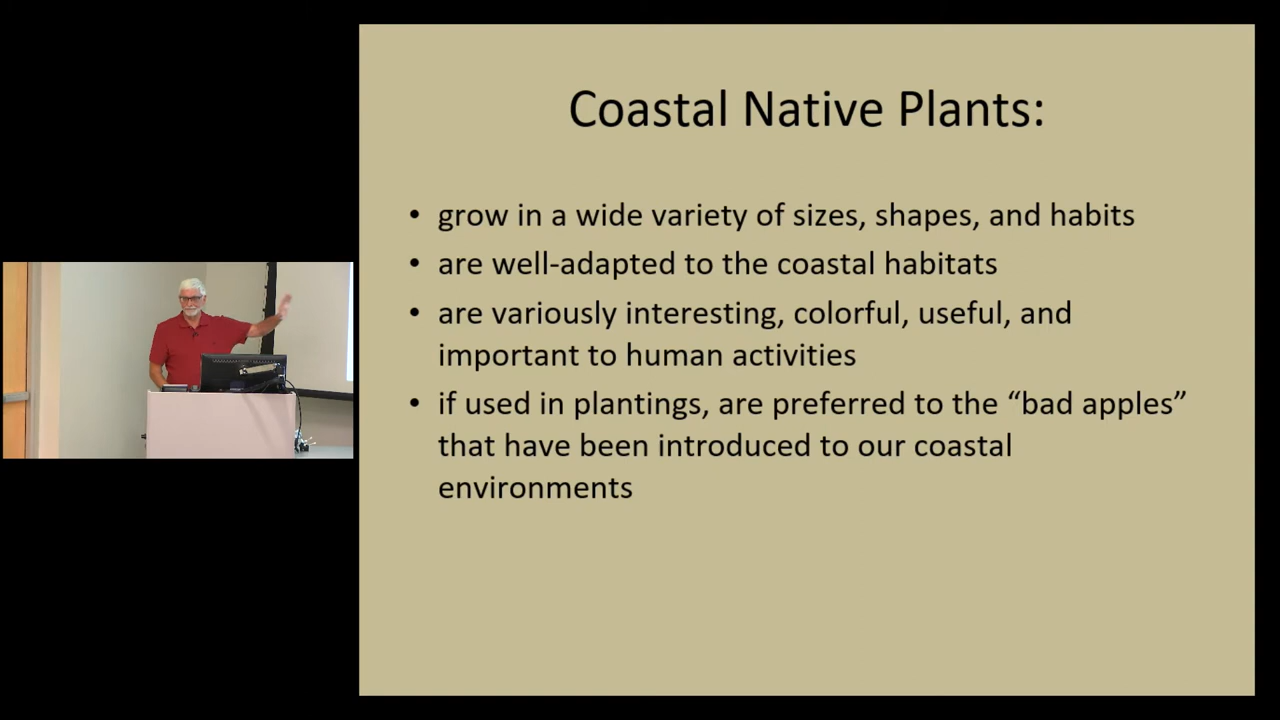 Coastal Native Plants:
• grow in a wide variety of sizes, shapes, and habits
• are well-adapted to the coastal habitats
• are variously interesting, colorful, useful, and
important to human activities
• if used in plantings, are preferred to the “bad apples”
that have been introduced to our coastal
environments